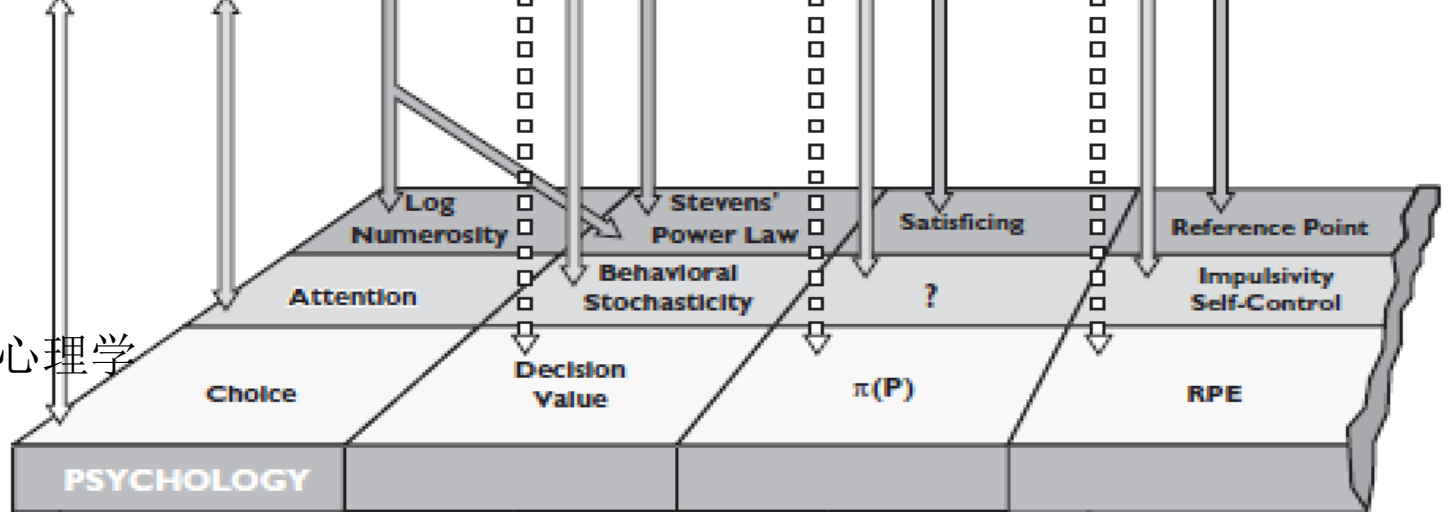 Log
Numerosity
Stevens'
Power Law
Satisficing
Reference Point
Attention
Behavioral
Stochasticity
?
Impulsivity
Self-Control
心理学
Choice
Decision
Value
π(P)
RPE
PSYCHOLOGY